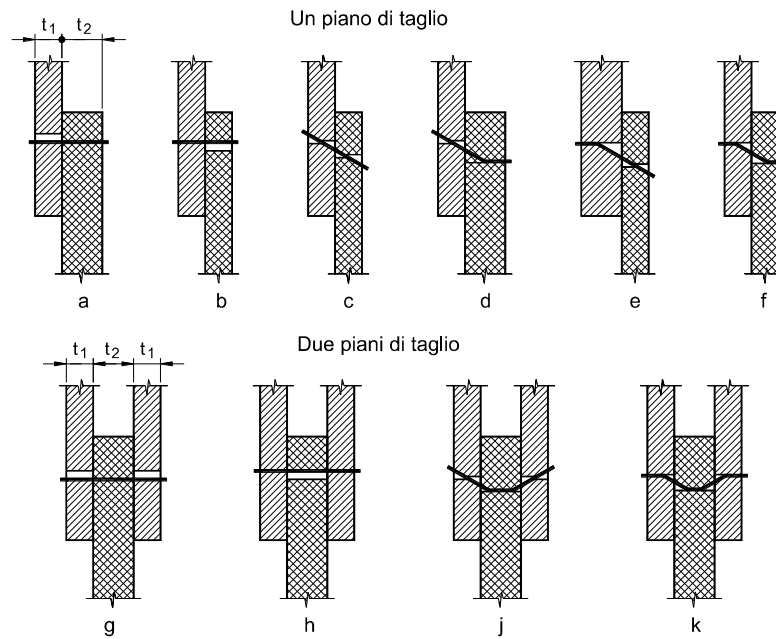 Un piano di taglio
t1 t2
a b c d e f
Due piani di taglio
t1 t2 t1
g h j k